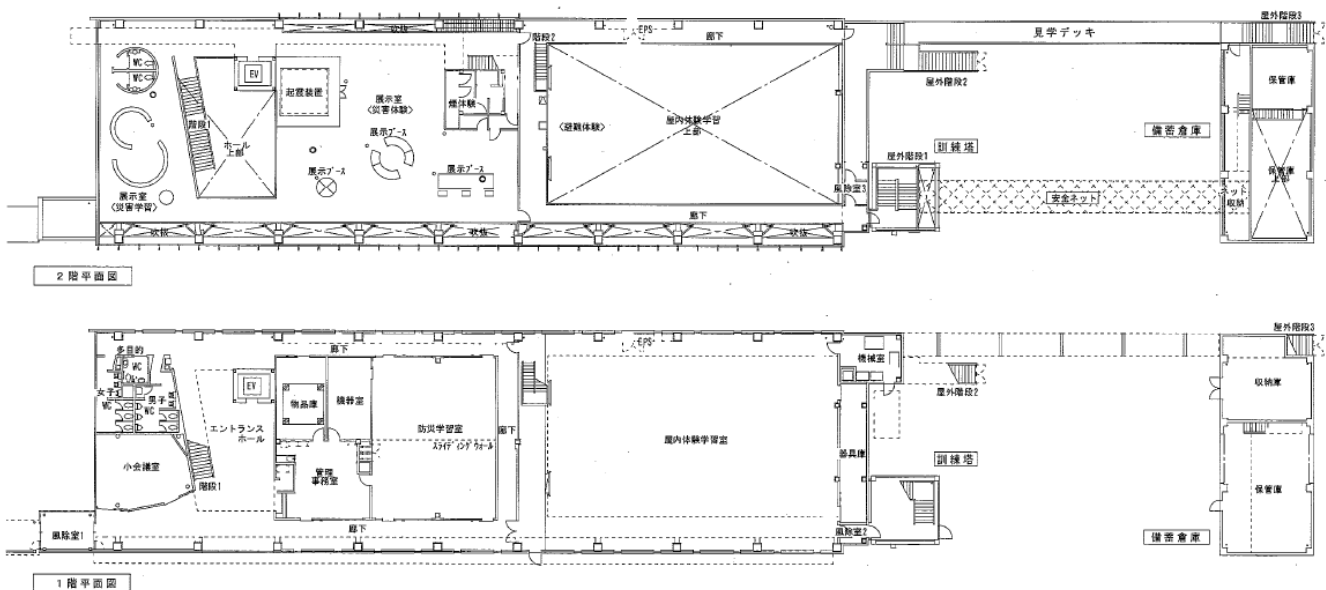 屋外階段3
吹抜
EPS
廊下
見学デッキ
階段2
WC
WC
EV
起震装置
展示室
〈災害体験〉
煙体験
屋外階段2
保管庫
階段1
ホール
上部
展示ブース
〈避難体験〉
屋内体験学習
上部
備蓄倉庫
訓練塔
展示ブース
展示ブース
屋外階段1
保管庫
上部
展示室
〈災害学習〉
風除室3
安全ネット
ネット
収納
廊下
吹抜
吹抜
吹抜
2階平面図
屋外階段3
多目的
WC
廊下
EPS
機械室
EV
女子
WC
男子
WC
物品庫
機器室
屋外階段2
収納庫
エントランス
ホール
防災学習室
廊下
スライディングウォール
屋内体験学習室
器具庫
訓練塔
小会議室
管理
事務室
階段1
保管庫
風除室1
廊下
風除室2
備蓄倉庫
1階平面図